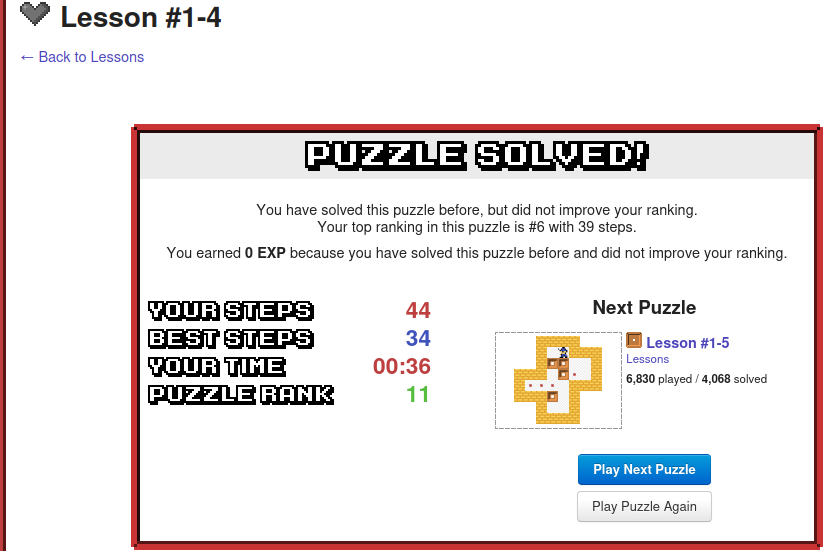 Lesson #1-4
← Back to Lessons
PUZZLE SOLVED!
You have solved this puzzle before, but did not improve your ranking.
Your top ranking in this puzzle is #6 with 39 steps.
You earned 0 EXP because you have solved this puzzle before and did not improve your ranking.
YOUR STEPS 44
BEST STEPS 34
YOUR TIME 00:36
PUZZLE RANK 11
Next Puzzle
Lesson #1-5
Lessons
6,830 played / 4,068 solved
Play Next Puzzle
Play Puzzle Again